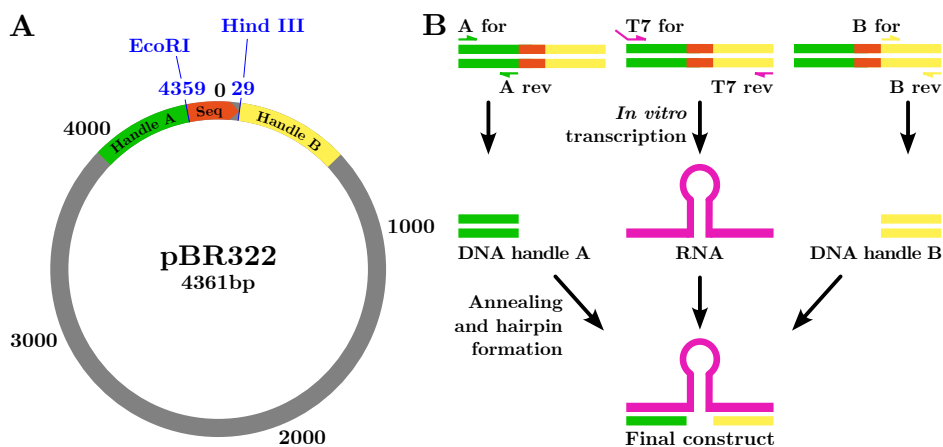 A
Hind III
EcoRI
4359 0 29
Seq
Handle A
Handle B
4000
1000
pBR322
4361bp
3000
2000
B
A for
T7 for
B for
A rev
T7 rev
B rev
In vitro
transcription
DNA handle A
RNA
DNA handle B
Annealing
and hairpin
formation
Final construct